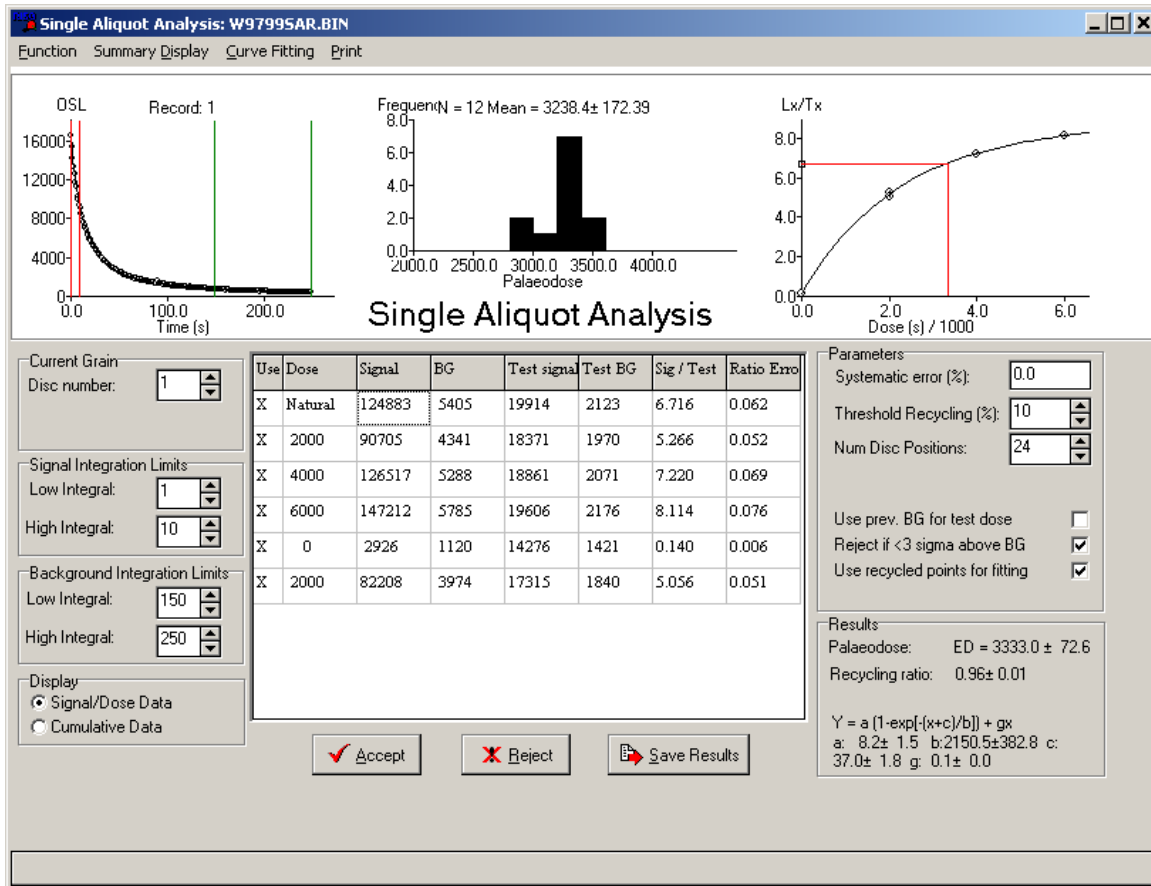 Single Aliquot Analysis: W9799SAR.BIN
Function Summary Display Curve Fitting Print
OSL Record: 1
16000
12000
8000
4000
0
0.0 100.0 200.0
Time (s)
Frequenc N = 12 Mean = 3238.4± 172.39
8.0
6.0
4.0
2.0
0.0
2000.0 2500.0 3000.0 3500.0 4000.0
Palaeodose
Single Aliquot Analysis
Lx/Tx
8.0
6.0
4.0
2.0
0.0
0.0 2.0 4.0 6.0
Dose (s) / 1000
Current Grain
Disc number: 1
Signal Integration Limits
Low Integral: 1
High Integral: 10
Background Integration Limits
Low Integral: 150
High Integral: 250
Display
Signal/Dose Data
Cumulative Data
Use Dose Signal BG Test signal Test BG Sig / Test Ratio Erro
X Natural 124883 5405 19914 2123 6.716 0.062
X 2000 90705 4341 18371 1970 5.266 0.052
X 4000 126517 5288 18861 2071 7.220 0.069
X 6000 147212 5785 19606 2176 8.114 0.076
X 0 2926 1120 14276 1421 0.140 0.006
X 2000 82208 3974 17315 1840 5.056 0.051
Accept Reject Save Results
Parameters
Systematic error (%): 0.0
Threshold Recycling (%): 10
Num Disc Positions: 24
Use prev. BG for test dose
Reject if <3 sigma above BG
Use recycled points for fitting
Results
Palaeodose: ED = 3333.0 ± 72.6
Recycling ratio: 0.96± 0.01
Y = a (1-exp[-(x+c)/b]) + gx
a: 8.2± 1.5 b:2150.5±382.8 c:
37.0± 1.8 g: 0.1± 0.0